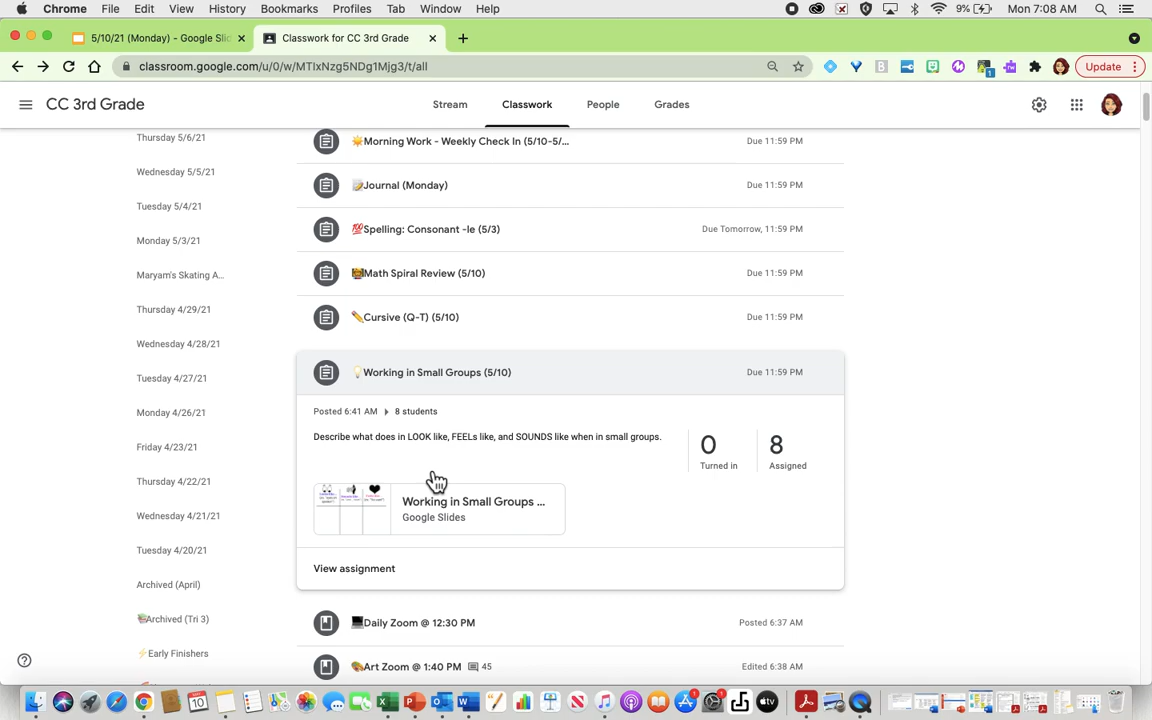 Chrome File Edit View History Bookmarks Profiles Tab Window Help 9% Mon 7:08 AM
5/10/21 (Monday) - Google Slid Classwork for CC 3rd Grade
classroom.google.com/u/0/w/MTIxNzg5NDg1Mjg3/t/all Update
CC 3rd Grade Stream Classwork People Grades
Thursday 5/6/21
Wednesday 5/5/21
Tuesday 5/4/21
Monday 5/3/21
Maryam's Skating A...
Thursday 4/29/21
Wednesday 4/28/21
Tuesday 4/27/21
Monday 4/26/21
Friday 4/23/21
Thursday 4/22/21
Wednesday 4/21/21
Tuesday 4/20/21
Archived (April)
Archived (Tri 3)
Early Finishers
Morning Work - Weekly Check In (5/10-5/... Due 11:59 PM
Journal (Monday) Due 11:59 PM
Spelling: Consonant -le (5/3) Due Tomorrow, 11:59 PM
Math Spiral Review (5/10) Due 11:59 PM
Cursive (Q-T) (5/10) Due 11:59 PM
Working in Small Groups (5/10) Due 11:59 PM
Posted 6:41 AM 8 students
Describe what does in LOOK like, FEELs like, and SOUNDS like when in small groups.
0 8
Turned in Assigned
Working in Small Groups ...
Google Slides
View assignment
Daily Zoom @ 12:30 PM Posted 6:37 AM
Art Zoom @ 1:40 PM 45 Edited 6:38 AM